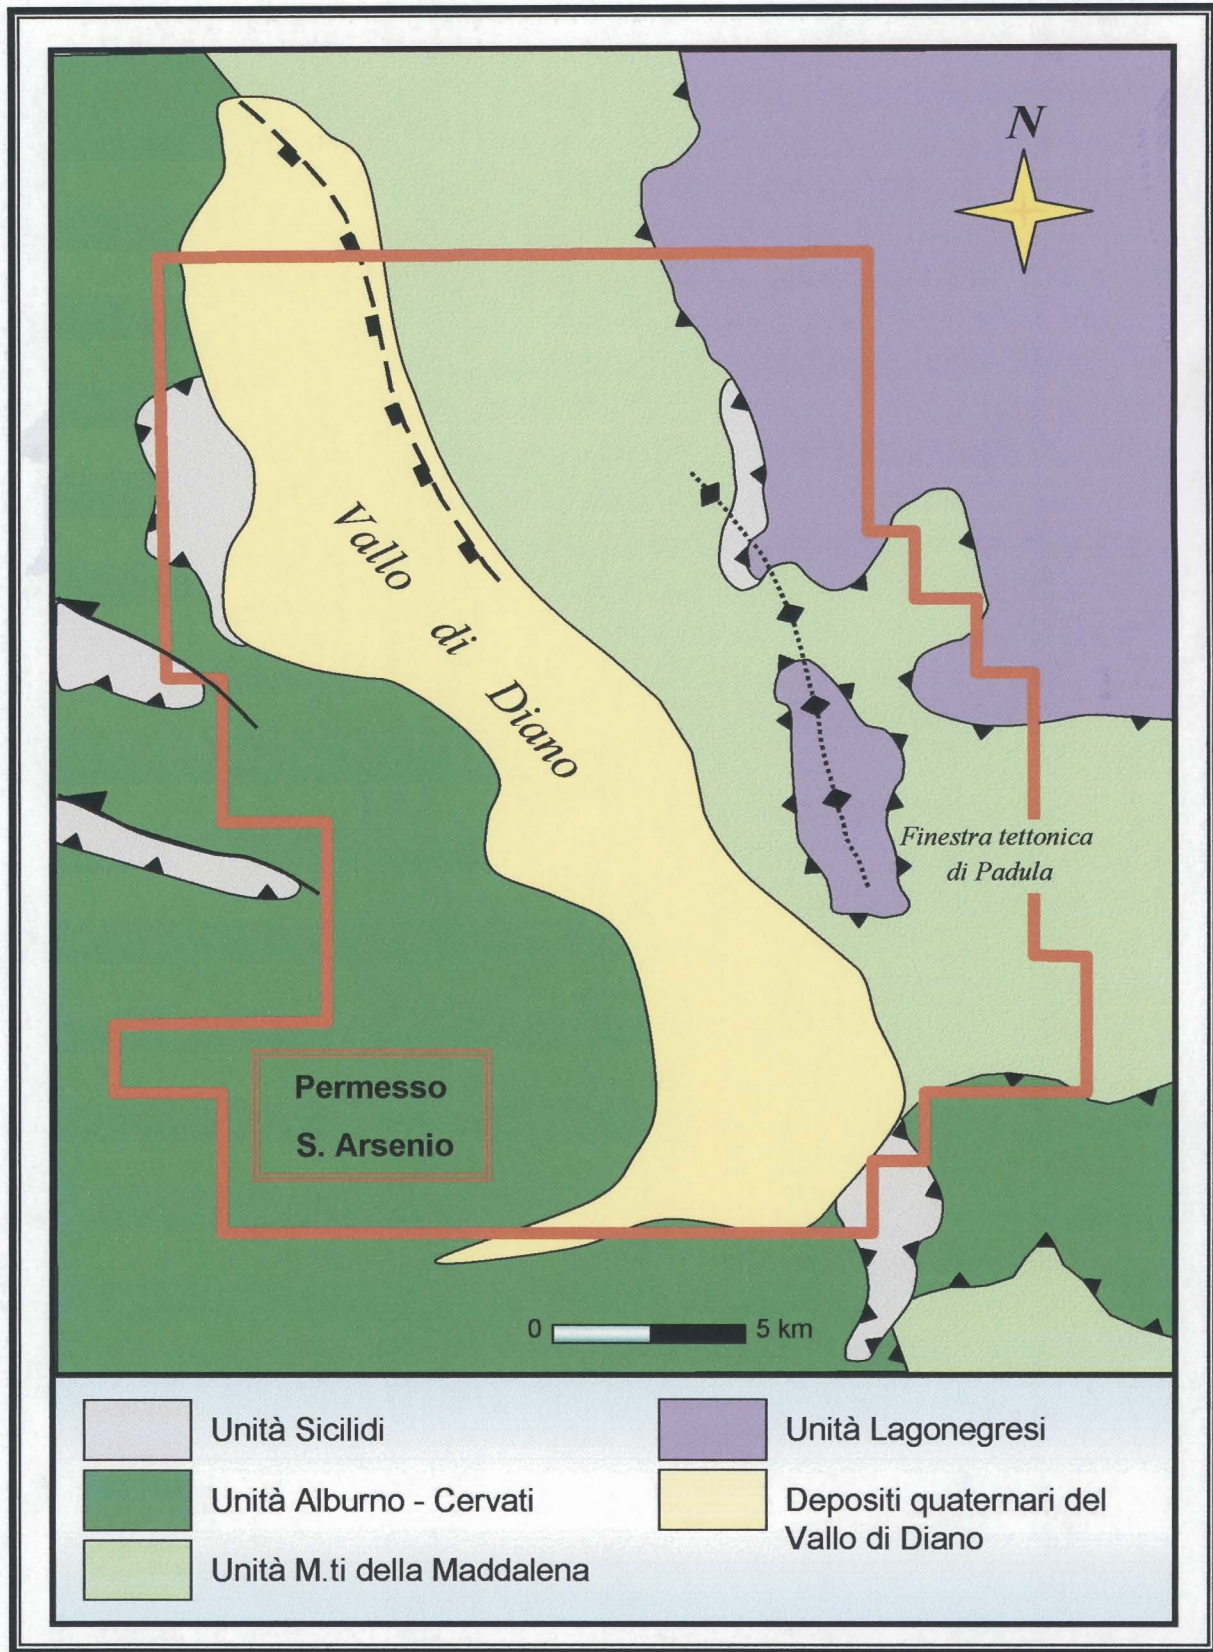 N
Vallo
di
Diano
Finestra tettonica
di Padula
Permesso
S. Arsenio
0 5 km
Unità Sicilidi
Unità Alburno - Cervati
Unità M.ti della Maddalena
Unità Lagonegresi
Depositi quaternari del
Vallo di Diano